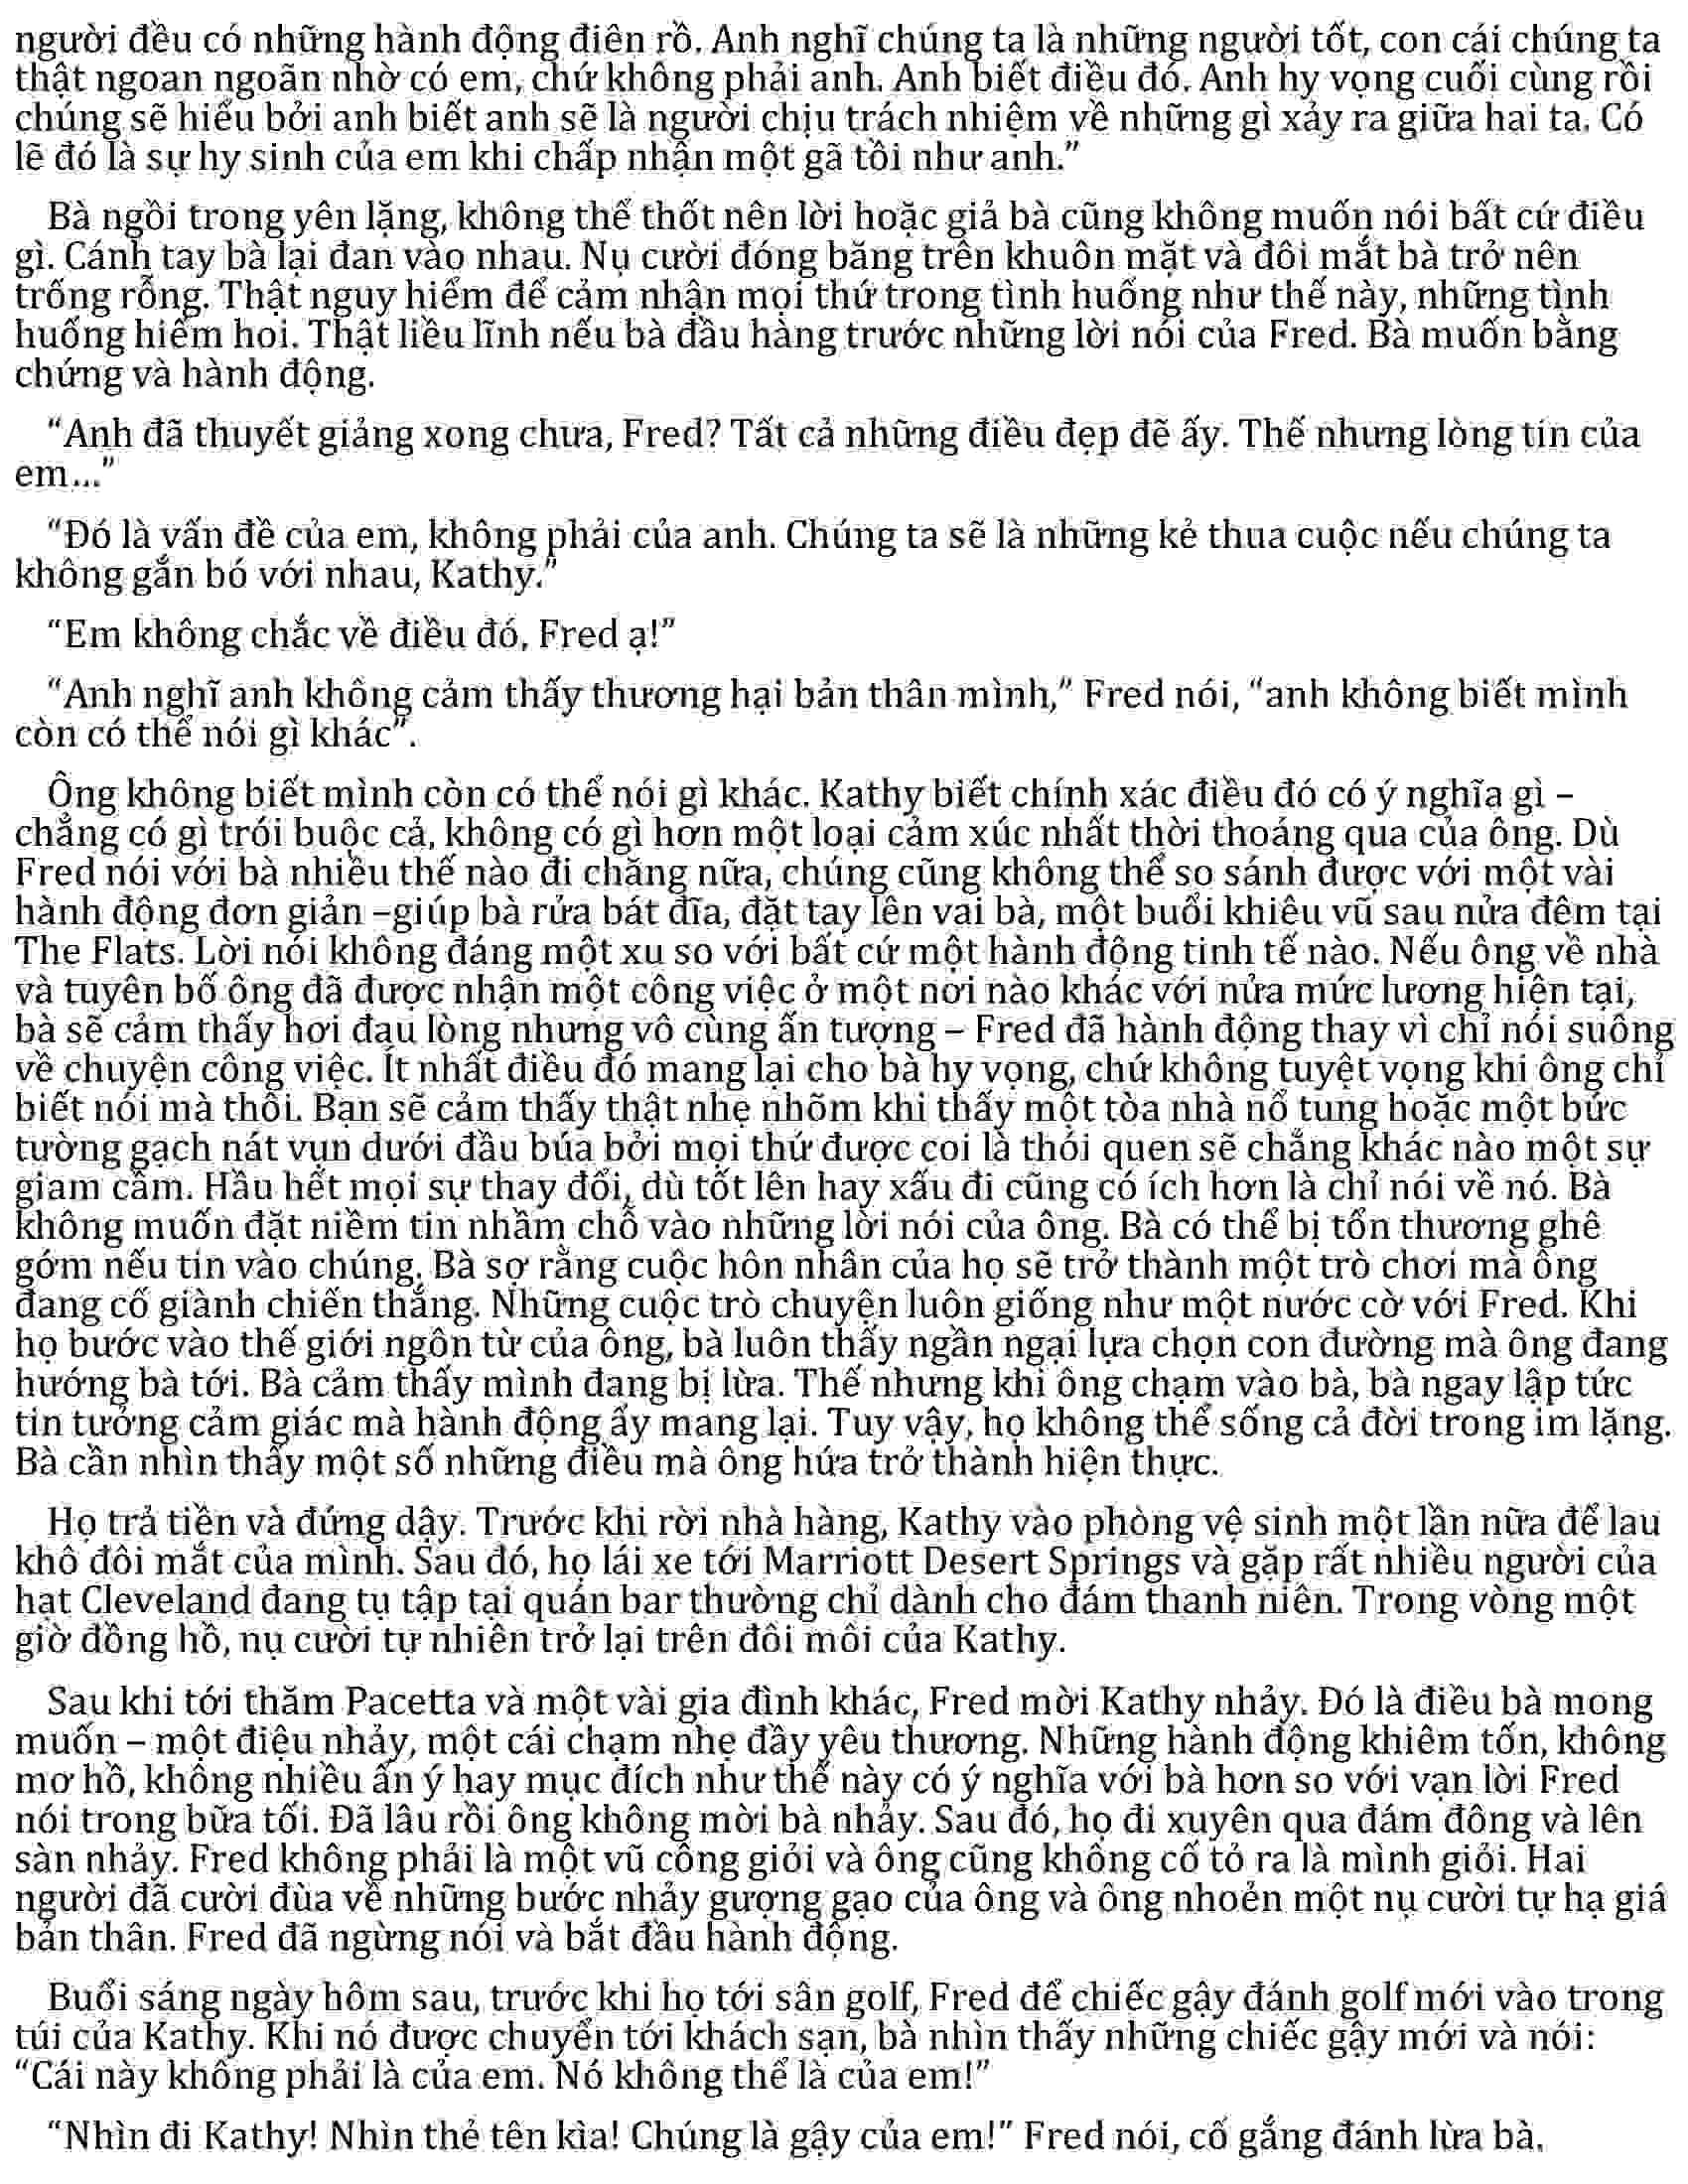 người đều có những hành động điên rồ. Anh nghĩ chúng ta là những người tốt, con cái chúng ta
thật ngoan ngoãn nhờ có em, chứ không phải anh. Anh biết điều đó. Anh hy vọng cuối cùng rồi
chúng sẽ hiểu bởi anh biết anh sẽ là người chịu trách nhiệm về những gì xảy ra giữa hai ta. Có
lẽ đó là sự hy sinh của em khi chấp nhận một gã tồi như anh.”
Bà ngồi trong yên lặng, không thể thốt nên lời hoặc giả bà cũng không muốn nói bất cứ điều
gì. Cánh tay bà lại đan vào nhau. Nụ cười đóng băng trên khuôn mặt và đôi mắt bà trở nên
trống rỗng. Thật nguy hiểm để cảm nhận mọi thứ trong tình huống như thế này, những tình
huống hiếm hoi. Thật liều lĩnh nếu bà đầu hàng trước những lời nói của Fred. Bà muốn bằng
chứng và hành động.
“Anh đã thuyết giảng xong chưa, Fred? Tất cả những điều đẹp đẽ ấy. Thế nhưng lòng tin của
em...”
“Đó là vấn đề của em, không phải của anh. Chúng ta sẽ là những kẻ thua cuộc nếu chúng ta
không gắn bó với nhau, Kathy.”
“Em không chắc về điều đó, Fred ạ!”
“Anh nghĩ anh không cảm thấy thương hại bản thân mình,” Fred nói, “anh không biết mình
còn có thể nói gì khác”.
Ông không biết mình còn có thể nói gì khác. Kathy biết chính xác điều đó có ý nghĩa gì –
chẳng có gì trói buộc cả, không có gì hơn một loại cảm xúc nhất thời thoáng qua của ông. Dù
Fred nói với bà nhiều thế nào đi chăng nữa, chúng cũng không thể so sánh được với một vài
hành động đơn giản –giúp bà rửa bát đĩa, đặt tay lên vai bà, một buổi khiêu vũ sau nửa đêm tại
The Flats. Lời nói không đáng một xu so với bất cứ một hành động tinh tế nào. Nếu ông về nhà
và tuyên bố ông đã được nhận một công việc ở một nơi nào khác với nửa mức lương hiện tại,
bà sẽ cảm thấy hơi đau lòng nhưng vô cùng ấn tượng – Fred đã hành động thay vì chỉ nói suông
về chuyện công việc. Ít nhất điều đó mang lại cho bà hy vọng, chứ không tuyệt vọng khi ông chỉ
biết nói mà thôi. Bạn sẽ cảm thấy thật nhẹ nhõm khi thấy một tòa nhà nổ tung hoặc một bức
tường gạch nát vụn dưới đầu búa bởi mọi thứ được coi là thói quen sẽ chẳng khác nào một sự
giam cầm. Hầu hết mọi sự thay đổi, dù tốt lên hay xấu đi cũng có ích hơn là chỉ nói về nó. Bà
không muốn đặt niềm tin nhầm chỗ vào những lời nói của ông. Bà có thể bị tổn thương ghê
gớm nếu tin vào chúng. Bà sợ rằng cuộc hôn nhân của họ sẽ trở thành một trò chơi mà ông
đang cố giành chiến thắng. Những cuộc trò chuyện luôn giống như một nước cờ với Fred. Khi
họ bước vào thế giới ngôn từ của ông, bà luôn thấy ngần ngại lựa chọn con đường mà ông đang
hướng bà tới. Bà cảm thấy mình đang bị lừa. Thế nhưng khi ông chạm vào bà, bà ngay lập tức
tin tưởng cảm giác mà hành động ấy mang lại. Tuy vậy, họ không thể sống cả đời trong im lặng.
Bà cần nhìn thấy một số những điều mà ông hứa trở thành hiện thực.
Họ trả tiền và đứng dậy. Trước khi rời nhà hàng, Kathy vào phòng vệ sinh một lần nữa để lau
khô đôi mắt của mình. Sau đó, họ lái xe tới Marriott Desert Springs và gặp rất nhiều người của
hạt Cleveland đang tụ tập tại quán bar thường chỉ dành cho đám thanh niên. Trong vòng một
giờ đồng hồ, nụ cười tự nhiên trở lại trên đôi môi của Kathy.
Sau khi tới thăm Pacetta và một vài gia đình khác, Fred mời Kathy nhảy. Đó là điều bà mong
muốn – một điệu nhảy, một cái chạm nhẹ đầy yêu thương. Những hành động khiêm tốn, không
mơ hồ, không nhiều ẩn ý hay mục đích như thế này có ý nghĩa với bà hơn so với vạn lời Fred
nói trong bữa tối. Đã lâu rồi ông không mời bà nhảy. Sau đó, họ đi xuyên qua đám đông và lên
sàn nhảy. Fred không phải là một vũ công giỏi và ông cũng không cố tỏ ra là mình giỏi. Hai
người đã cười đùa về những bước nhảy gượng gạo của ông và ông nhoẻn một nụ cười tự hạ giá
bản thân. Fred đã ngừng nói và bắt đầu hành động.
Buổi sáng ngày hôm sau, trước khi họ tới sân golf, Fred để chiếc gậy đánh golf mới vào trong
túi của Kathy. Khi nó được chuyển tới khách sạn, bà nhìn thấy những chiếc gậy mới và nói:
“Cái này không phải là của em. Nó không thể là của em!”
“Nhìn đi Kathy! Nhìn thẻ tên kìa! Chúng là gậy của em!” Fred nói, cố gắng đánh lừa bà.